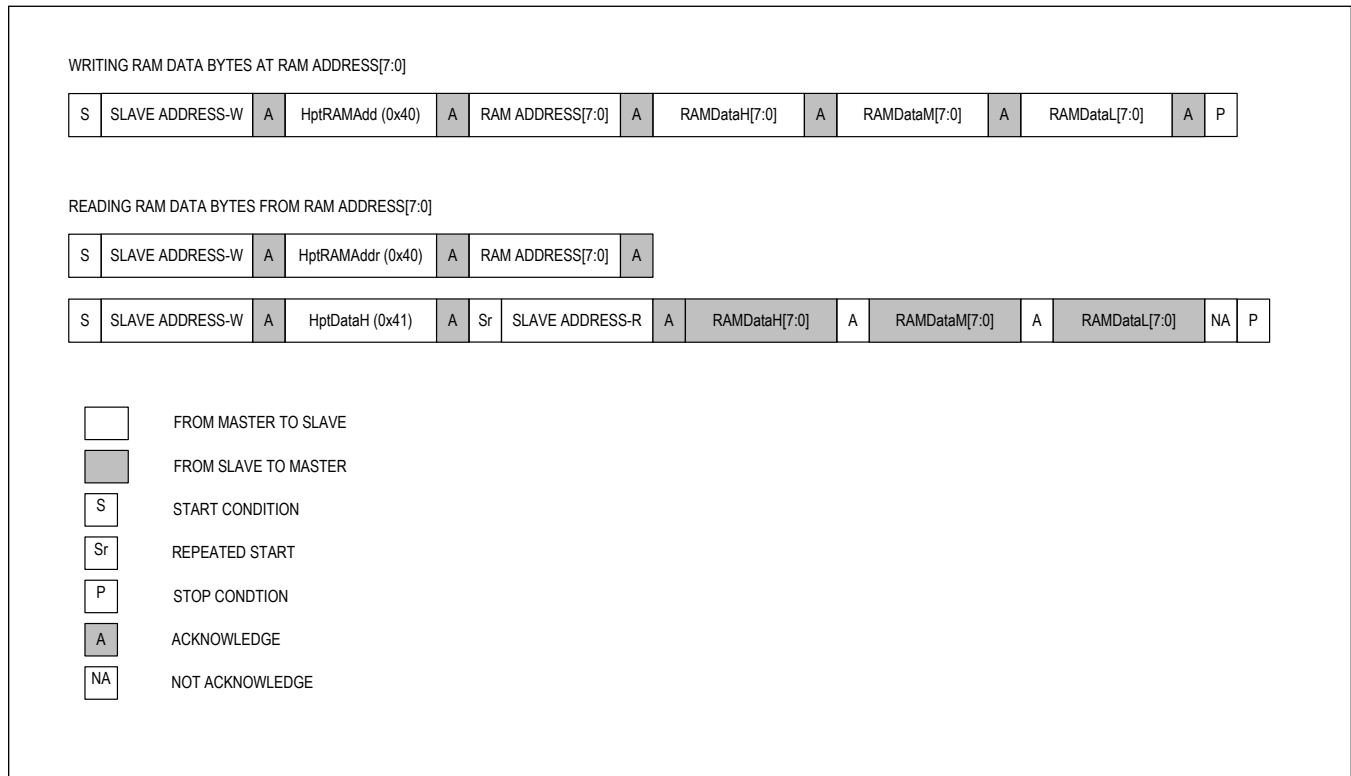 WRITING RAM DATA BYTES AT RAM ADDRESS[7:0]
S SLAVE ADDRESS-W A HptRAMAdd (0x40) A RAM ADDRESS[7:0] A RAMDataH[7:0] A RAMDataM[7:0] A RAMDataL[7:0] A P
READING RAM DATA BYTES FROM RAM ADDRESS[7:0]
S SLAVE ADDRESS-W A HptRAMAddr (0x40) A RAM ADDRESS[7:0] A
S SLAVE ADDRESS-W A HptDataH (0x41) A Sr SLAVE ADDRESS-R A RAMDataH[7:0] A RAMDataM[7:0] A RAMDataL[7:0] NA P
FROM MASTER TO SLAVE
FROM SLAVE TO MASTER
S START CONDITION
Sr REPEATED START
P STOP CONDTION
A ACKNOWLEDGE
NA NOT ACKNOWLEDGE